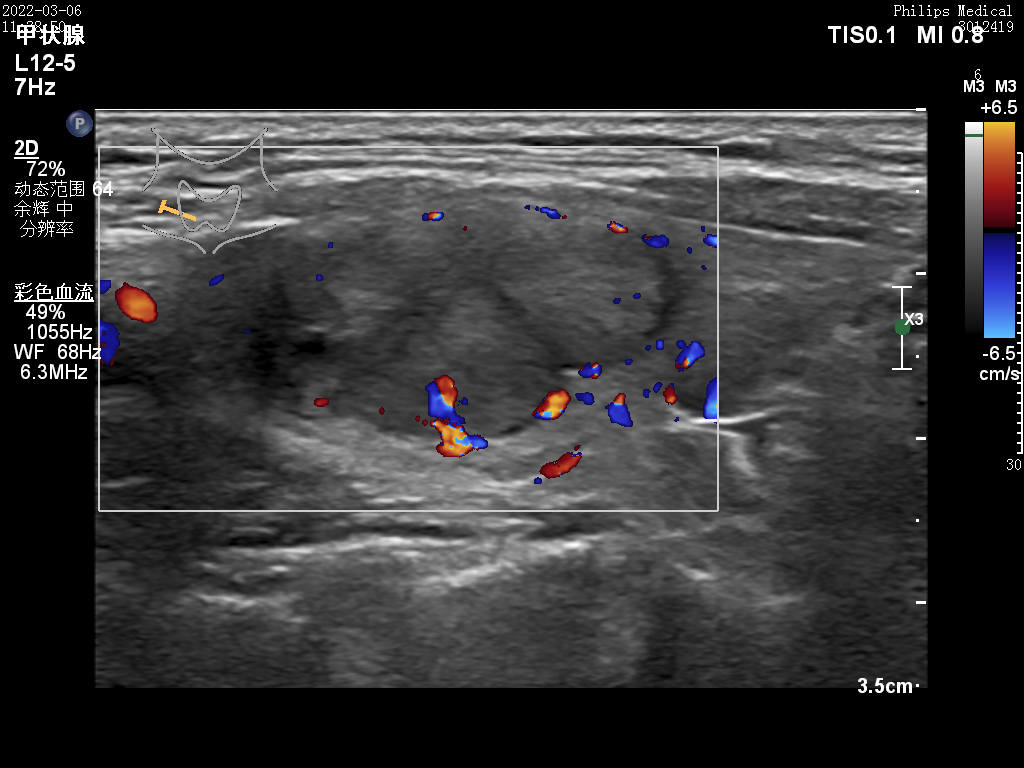 2022-03-06
Philips Medical
甲状腺
TIS0.1 MI 0.8
3012419
L12-5
7Hz
6
M3 M3
+6.5
P
2D
72%
动态范围 64
余辉 中
分辨率
彩色血流
49%
1055Hz
WF 68Hz
6.3MHz
X3
-6.5
cm/s
30
3.5cm